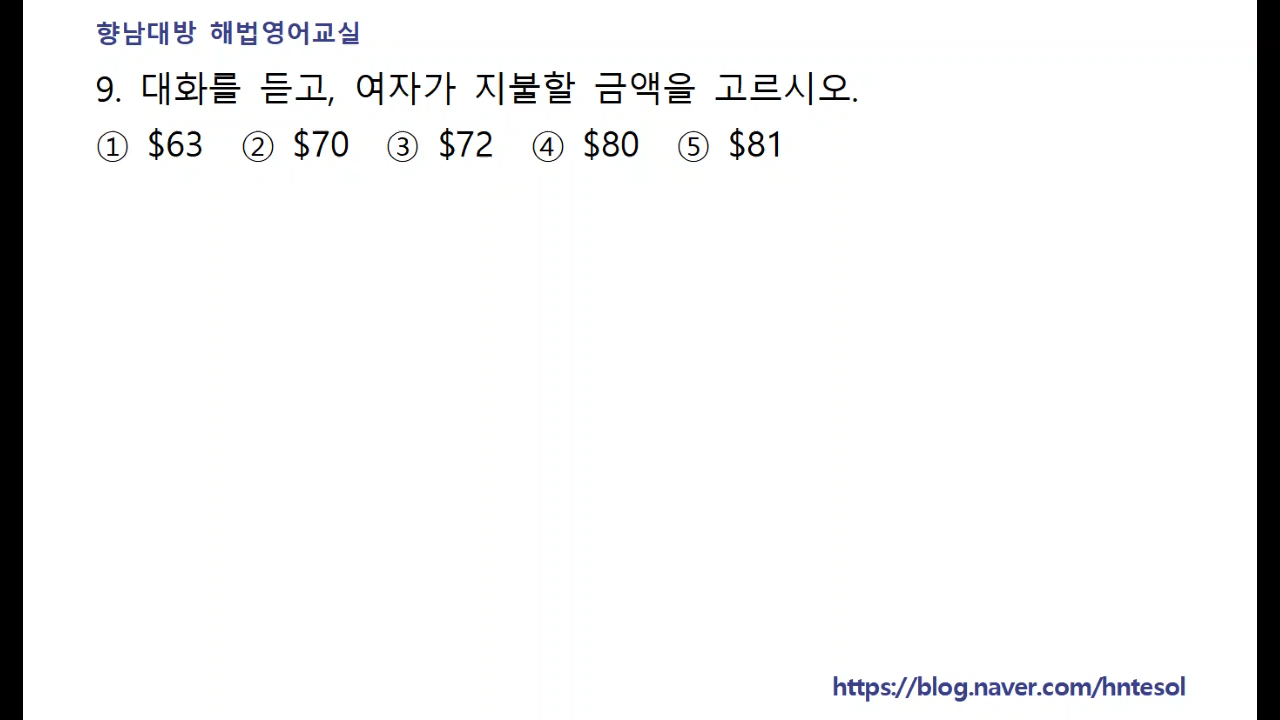 향남대방 해법영어교실
9. 대화를 듣고, 여자가 지불할 금액을 고르시오.
① $63 ② $70 ③ $72 ④ $80 ⑤ $81
https://blog.naver.com/hntesol